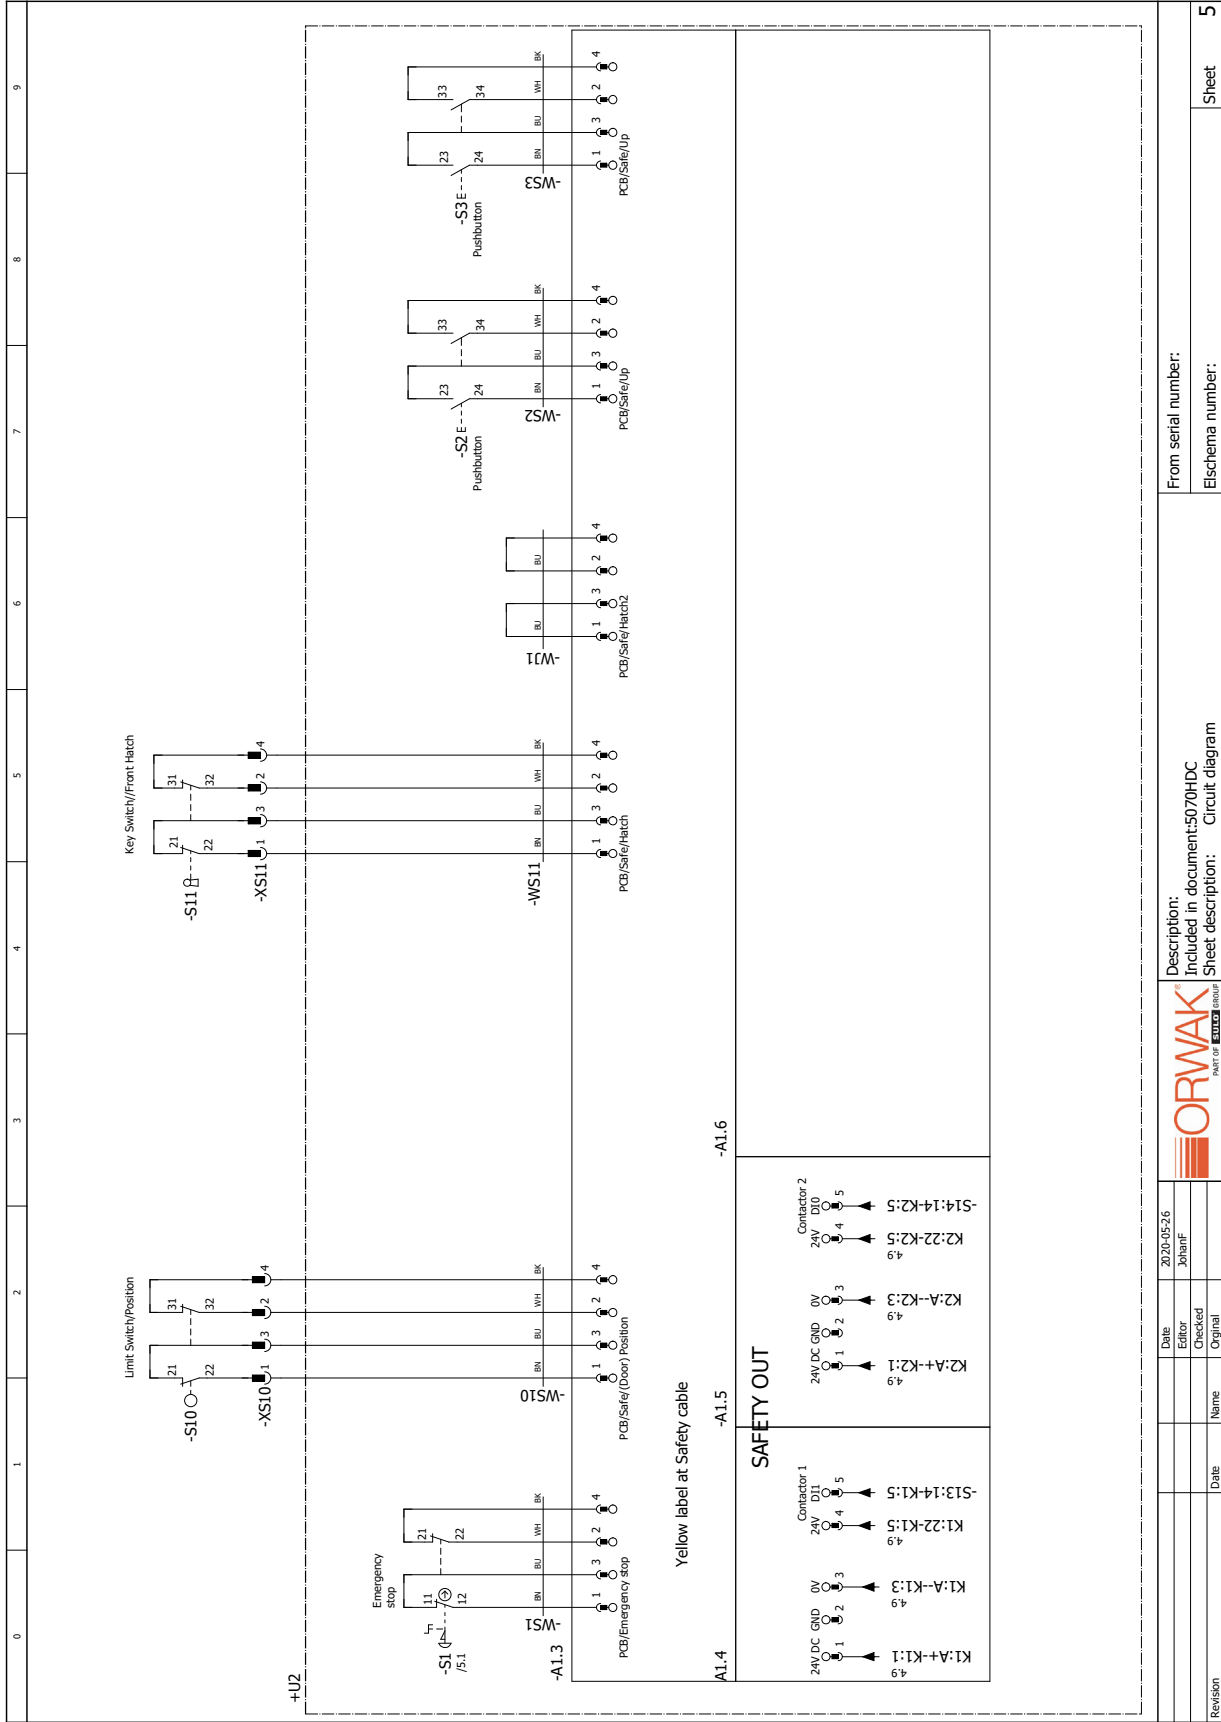 0 1 2 3 4 5 6 7 8 9
+U2
Emergency
stop
-S1
/5.1
11
12
21
22
-WS1
BN BU WH BK
-A1.3
1 3 2 4
PCB/Emergency stop
Limit Switch/Position
-S10
21
22
31
32
-XS10
1 3 2 4
-WS10
BN BU WH BK
1 3 2 4
PCB/Safe/(Door) Position
Key Switch//Front Hatch
-S11
21
22
31
32
-XS11
1 3 2 4
-WS11
BN BU WH BK
1 3 2 4
PCB/Safe/Hatch
-WJ1
BU BU
1 3 2 4
PCB/Safe/Hatch2
-S2
Pushbutton
23
24
33
34
-WS2
BN BU WH BK
1 3 2 4
PCB/Safe/Up
-S3
Pushbutton
23
24
33
34
-WS3
BN BU WH BK
1 3 2 4
PCB/Safe/Up
Yellow label at Safety cable
A1.4
-A1.5
-A1.6
SAFETY OUT
Contactor 1
24V DC GND 0V 24V DI1
1 2 3 4 5
K1:A+-K1:1
4.9
K1:A--K1:3
4.9
K1:22-K1:5
4.9
-S13:14-K1:5
Contactor 2
24V DC GND 0V 24V DI0
1 2 3 4 5
K2:A+-K2:1
4.9
K2:A--K2:3
4.9
K2:22-K2:5
4.9
-S14:14-K2:5
Revision
Date
Name
Date 2020-05-26
Editor JohanF
Checked
Orginal
ORWAK®
PART OF SULO GROUP
Description:
Included in document:5070HDC
Sheet description: Circuit diagram
From serial number:
Elschema number:
Sheet 5